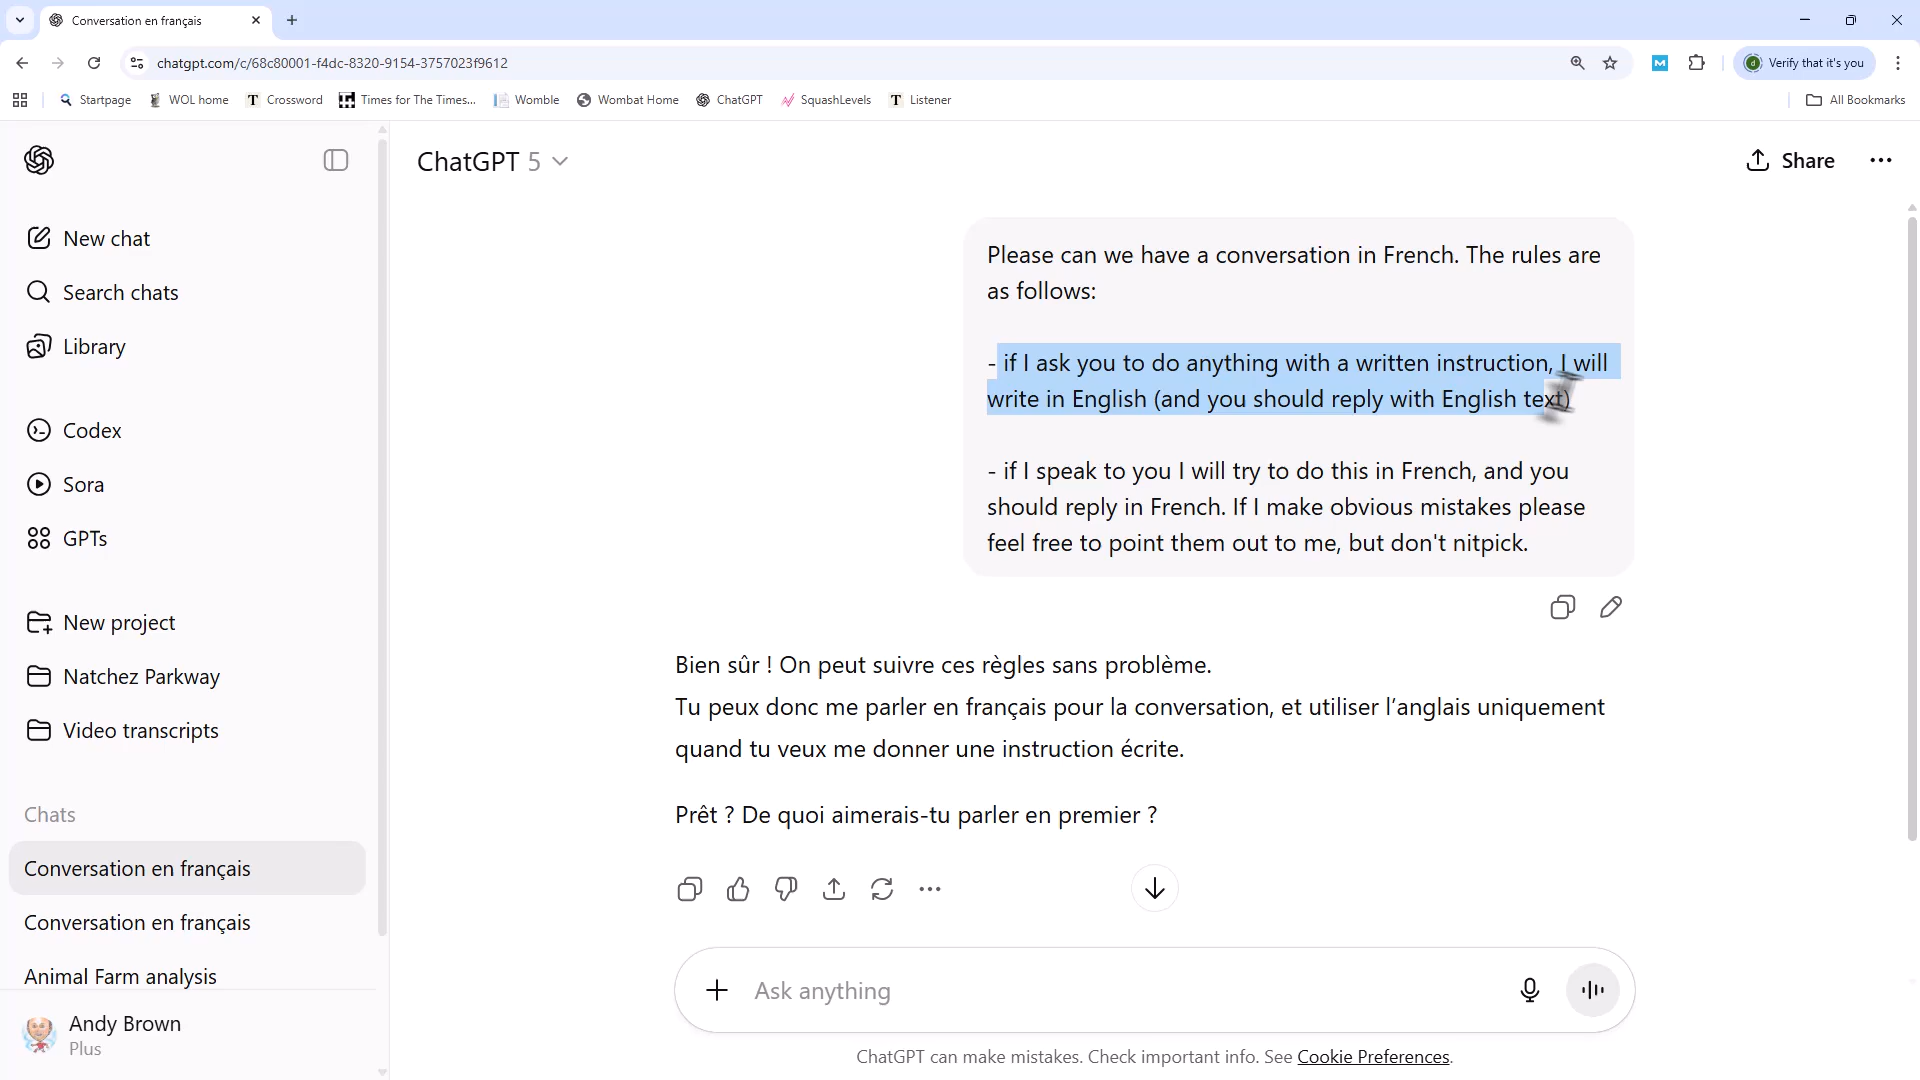 Conversation en français
chatgpt.com/c/68c80001-f4dc-8320-9154-3757023f9612
Verify that it's you
Startpage
WOL home
Crossword
Times for The Times...
Womble
Wombat Home
ChatGPT
SquashLevels
Listener
All Bookmarks
ChatGPT 5
Share
New chat
Search chats
Library
Codex
Sora
GPTs
New project
Natchez Parkway
Video transcripts
Chats
Conversation en français
Conversation en français
Animal Farm analysis
Andy Brown
Plus
Please can we have a conversation in French. The rules are
as follows:
- if I ask you to do anything with a written instruction, I will
write in English (and you should reply with English text)
- if I speak to you I will try to do this in French, and you
should reply in French. If I make obvious mistakes please
feel free to point them out to me, but don't nitpick.
Bien sûr ! On peut suivre ces règles sans problème.
Tu peux donc me parler en français pour la conversation, et utiliser l’anglais uniquement
quand tu veux me donner une instruction écrite.
Prêt ? De quoi aimerais-tu parler en premier ?
Ask anything
ChatGPT can make mistakes. Check important info. See Cookie Preferences.